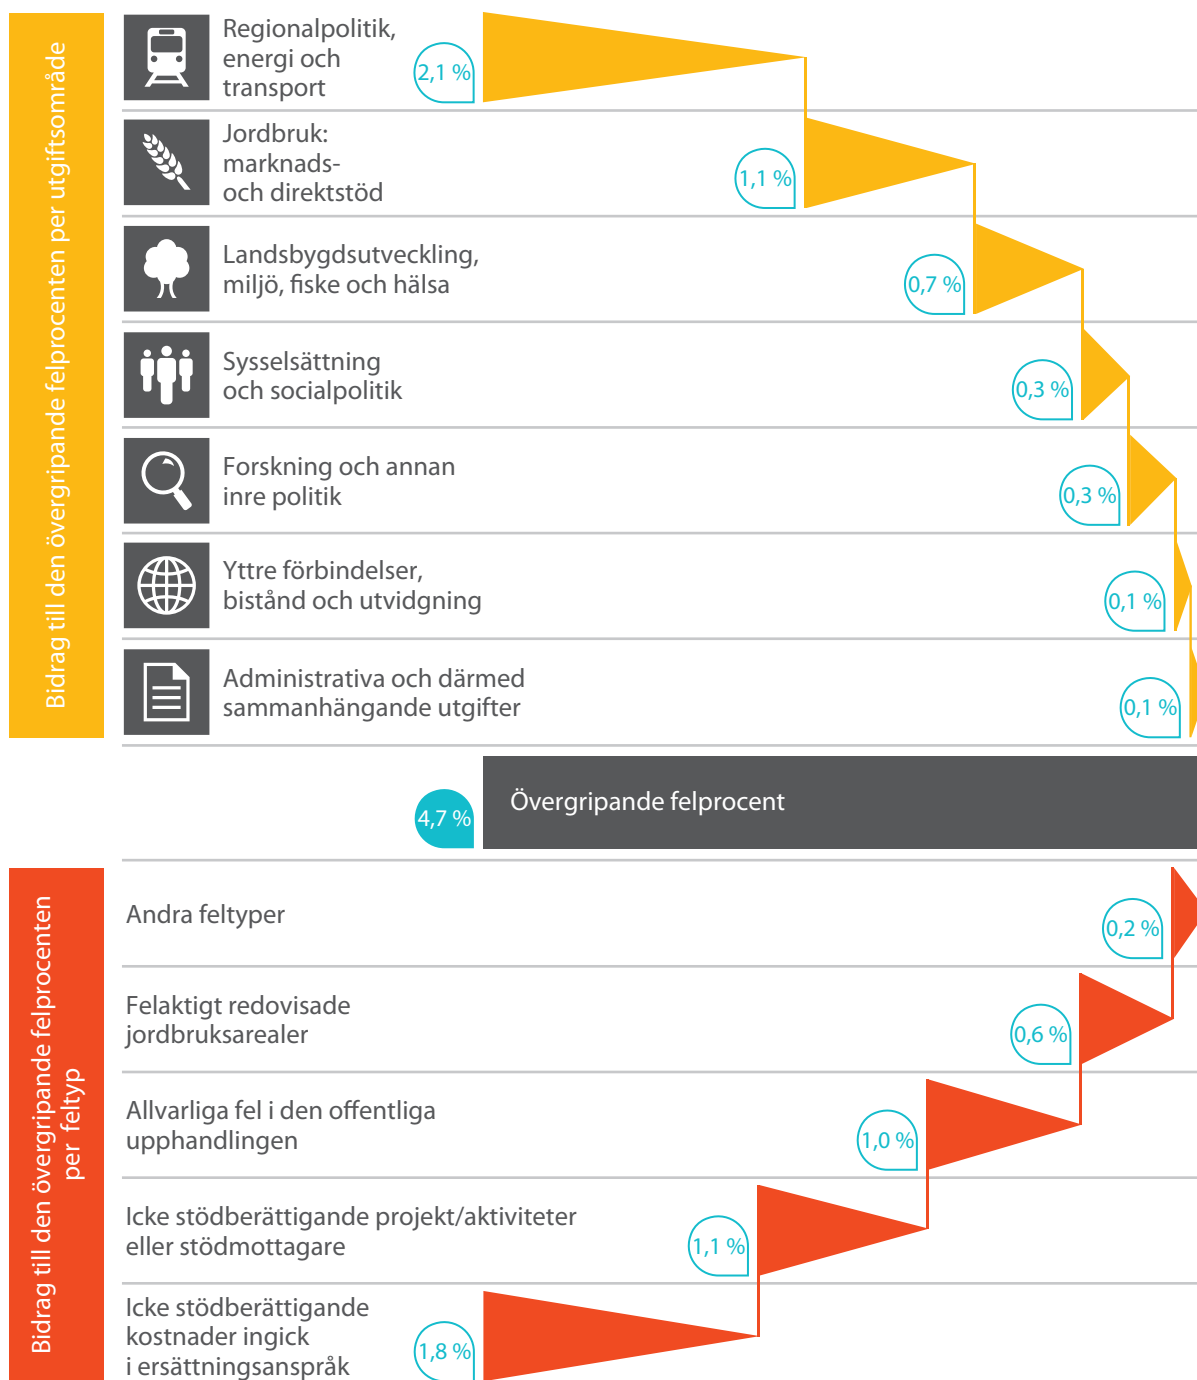 Bidrag till den övergripande felprocenten per utgiftsområde
Regionalpolitik,
energi och
transport
2,1 %
Jordbruk:
marknads-
och direktstöd
1,1 %
Landsbygdsutveckling,
miljö, fiske och hälsa
0,7 %
Sysselsättning
och socialpolitik
0,3 %
Forskning och annan
inre politik
0,3 %
Yttre förbindelser,
bistånd och utvidgning
0,1 %
Administrativa och därmed
sammanhängande utgifter
0,1 %
4,7 %
Övergripande felprocent
Bidrag till den övergripande felprocenten
per feltyp
Andra feltyper
0,2 %
Felaktigt redovisade
jordbruksarealer
0,6 %
Allvarliga fel i den offentliga
upphandlingen
1,0 %
Icke stödberättigande projekt/aktiviteter
eller stödmottagare
1,1 %
Icke stödberättigande
kostnader ingick
i ersättningsanspråk
1,8 %